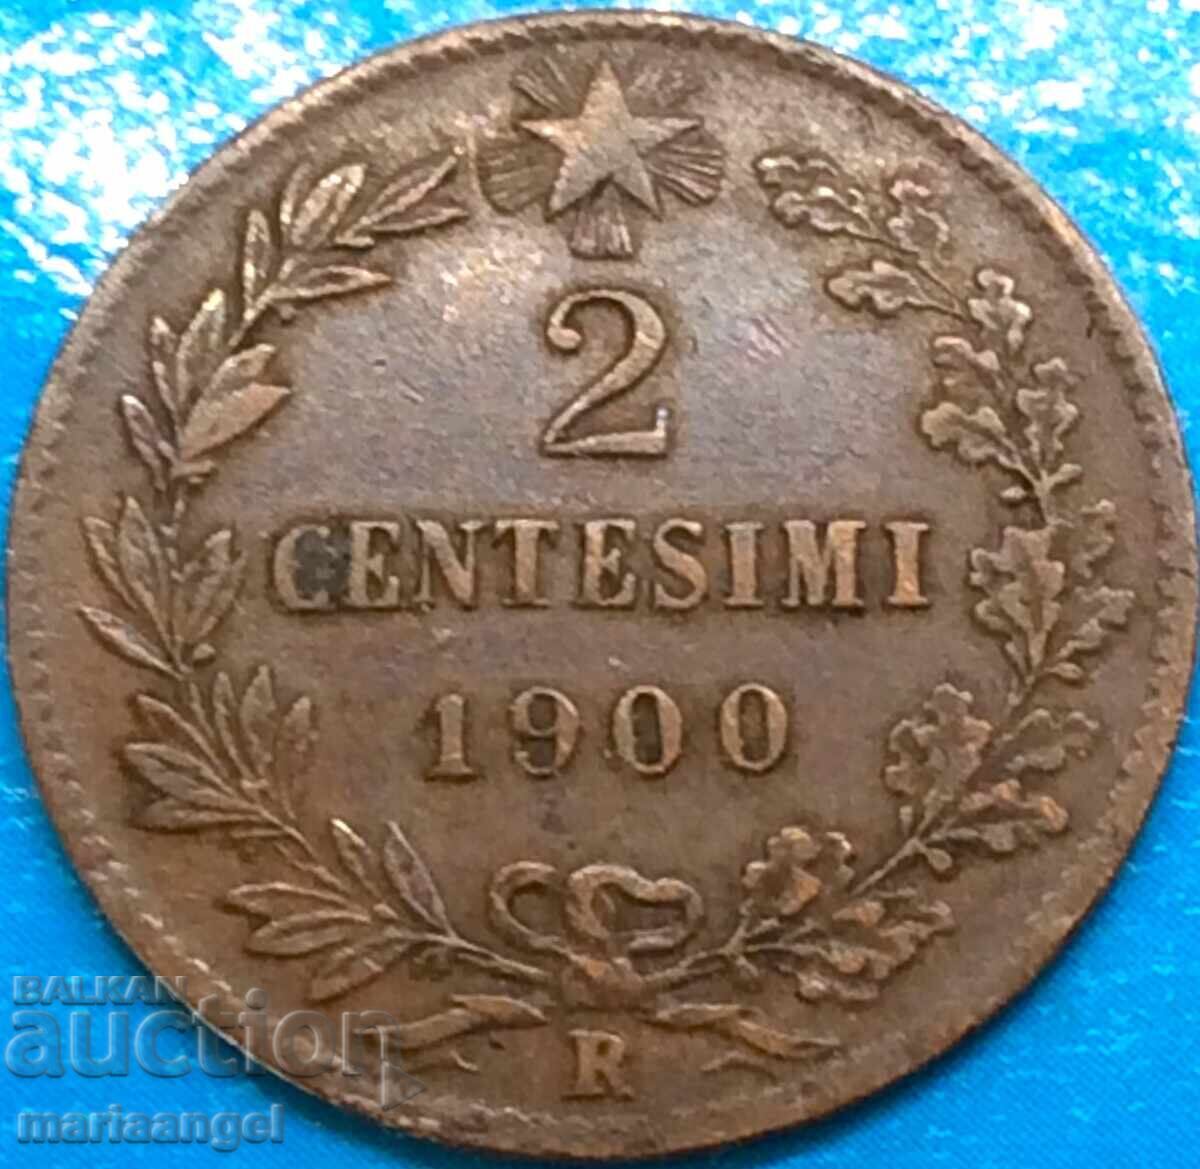 2
CENTESIMI
1900
R
BALKAN
auction
mariaangel